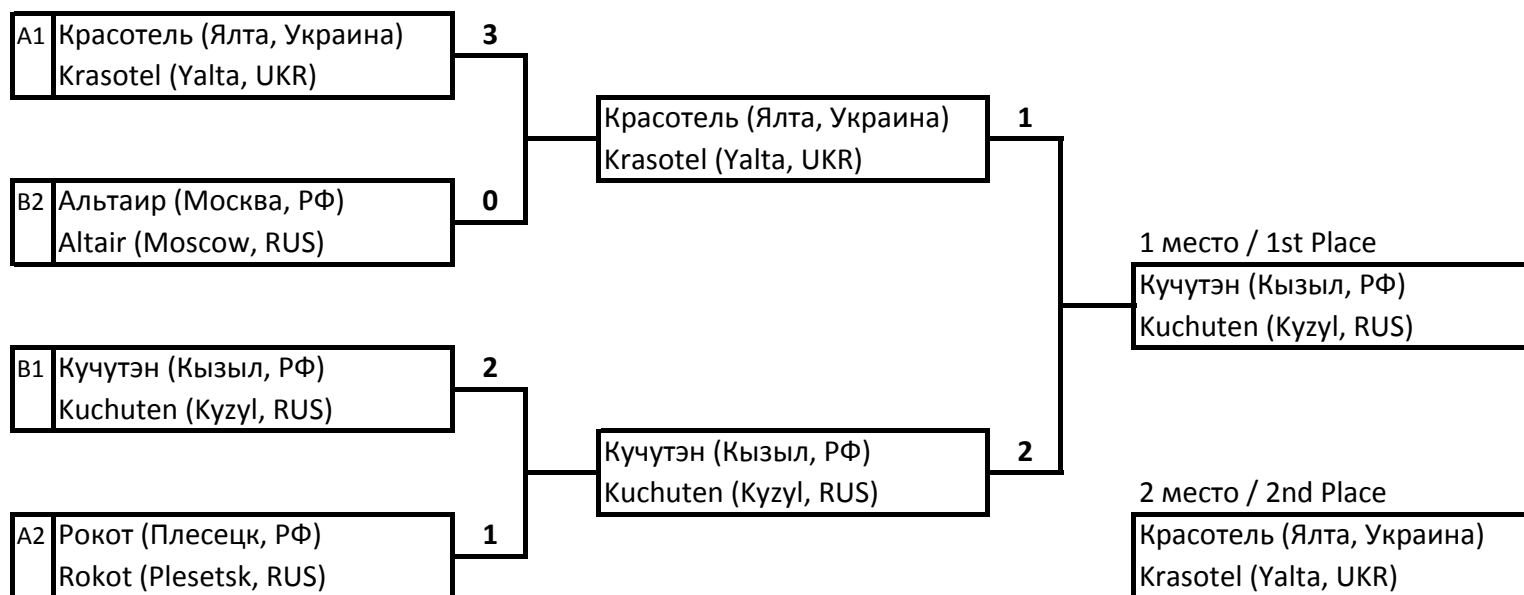 A1
Красотель (Ялта, Украина)
Krasotel (Yalta, UKR)
3
B2
Альтаир (Москва, РФ)
Altair (Moscow, RUS)
0
B1
Кучутэн (Кызыл, РФ)
Kuchuten (Kyzyl, RUS)
2
A2
Рокот (Плесецк, РФ)
Rokot (Plesetsk, RUS)
1
Красотель (Ялта, Украина)
Krasotel (Yalta, UKR)
1
Кучутэн (Кызыл, РФ)
Kuchuten (Kyzyl, RUS)
2
1 место / 1st Place
Кучутэн (Кызыл, РФ)
Kuchuten (Kyzyl, RUS)
2 место / 2nd Place
Красотель (Ялта, Украина)
Krasotel (Yalta, UKR)